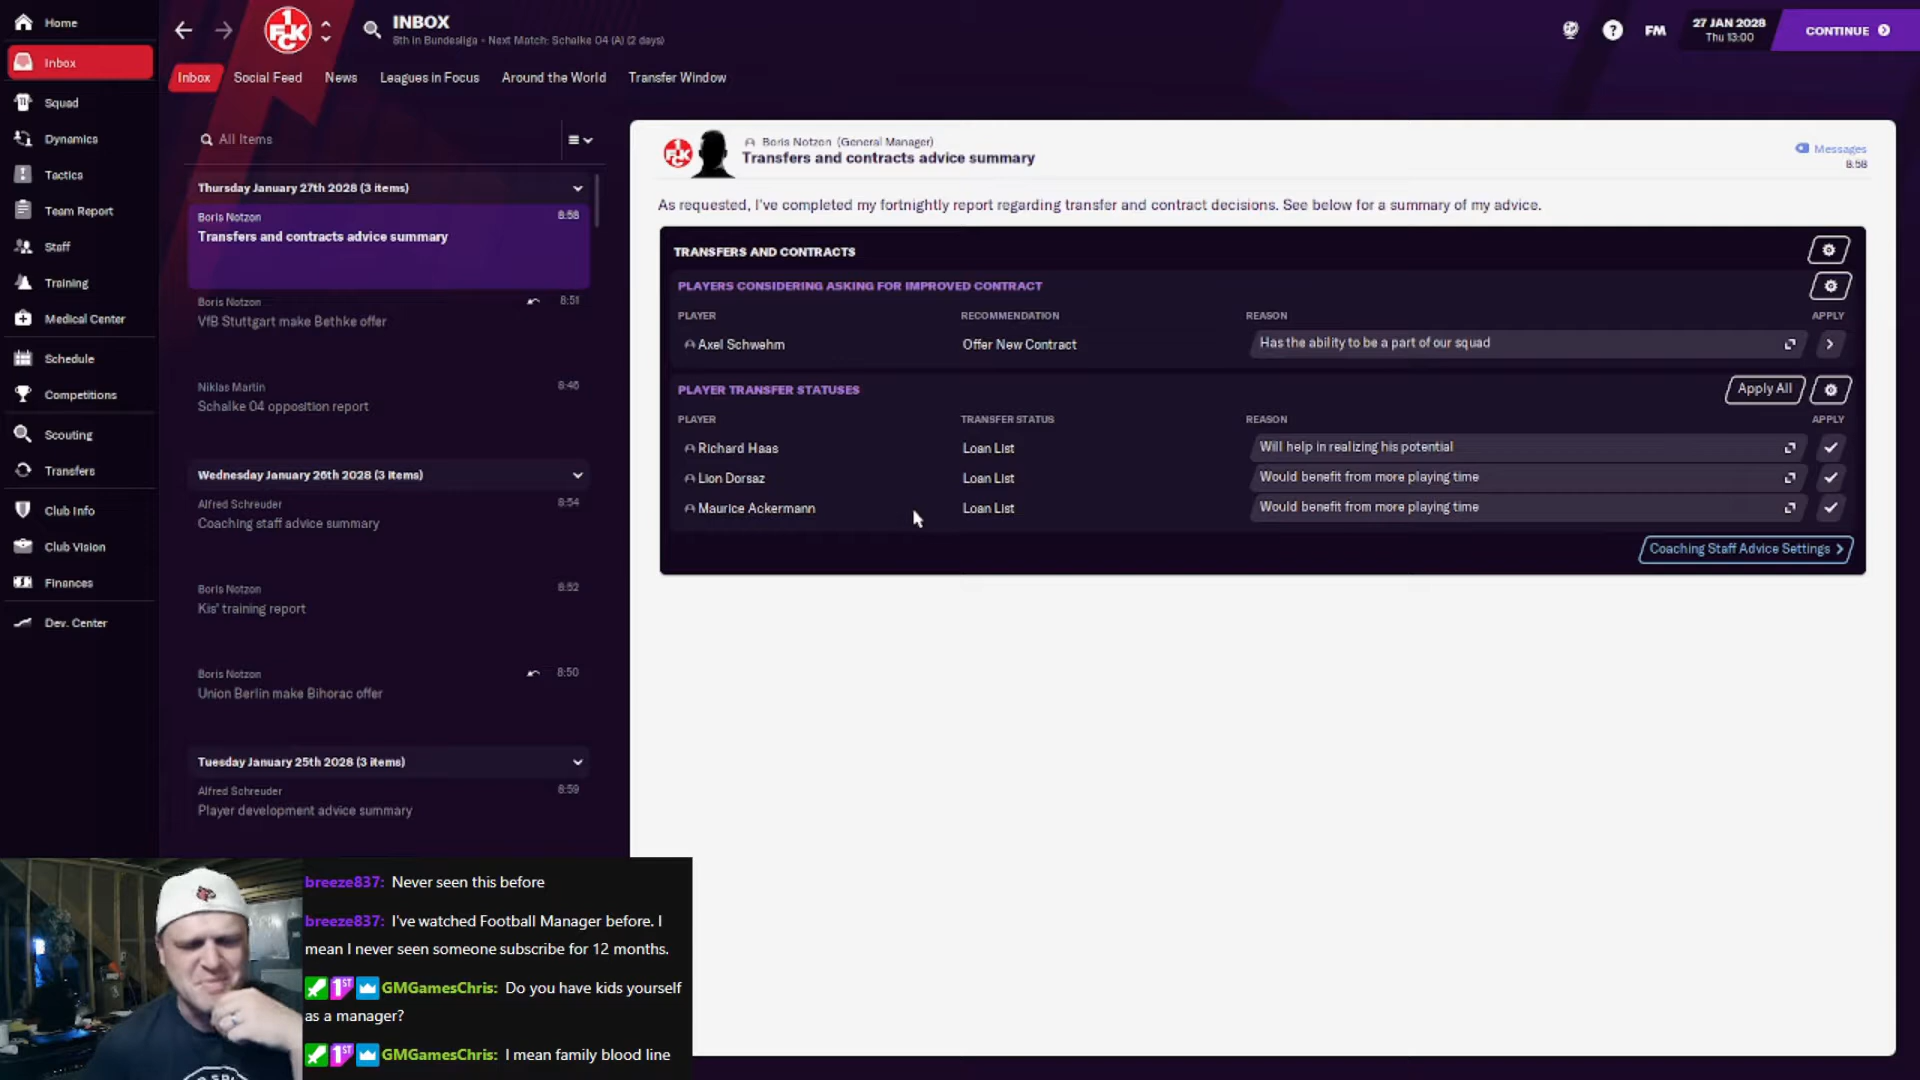 Home
Inbox
Squad
Dynamics
Tactics
Team Report
Staff
Training
Medical Center
Schedule
Competitions
Scouting
Transfers
Club Info
Club Vision
Finances
Dev. Center
1
FCK
INBOX
8th in Bundesliga - Next Match: Schalke 04 (A) (2 days)
FM
27 JAN 2028
Thu 13:00
CONTINUE
Inbox
Social Feed
News
Leagues in Focus
Around the World
Transfer Window
All Items
Thursday January 27th 2028 (3 items)
Boris Notzon
8:58
Transfers and contracts advice summary
Boris Notzon
8:51
VfB Stuttgart make Bethke offer
Niklas Martin
8:46
Schalke 04 opposition report
Wednesday January 26th 2028 (3 items)
Alfred Schreuder
8:54
Coaching staff advice summary
Boris Notzon
8:52
Kis' training report
Boris Notzon
8:50
Union Berlin make Bihorac offer
Tuesday January 25th 2028 (3 items)
Alfred Schreuder
8:59
Player development advice summary
Boris Notzon (General Manager)
Transfers and contracts advice summary
Messages
8:58
As requested, I've completed my fortnightly report regarding transfer and contract decisions. See below for a summary of my advice.
TRANSFERS AND CONTRACTS
PLAYERS CONSIDERING ASKING FOR IMPROVED CONTRACT
PLAYER RECOMMENDATION REASON APPLY
Axel Schwehm Offer New Contract Has the ability to be a part of our squad
PLAYER TRANSFER STATUSES
Apply All
PLAYER TRANSFER STATUS REASON APPLY
Richard Haas Loan List Will help in realizing his potential
Lion Dorsaz Loan List Would benefit from more playing time
Maurice Ackermann Loan List Would benefit from more playing time
Coaching Staff Advice Settings
breeze837: Never seen this before
breeze837: I've watched Football Manager before. I
mean I never seen someone subscribe for 12 months.
1ST GMGamesChris: Do you have kids yourself
as a manager?
1ST GMGamesChris: I mean family blood line